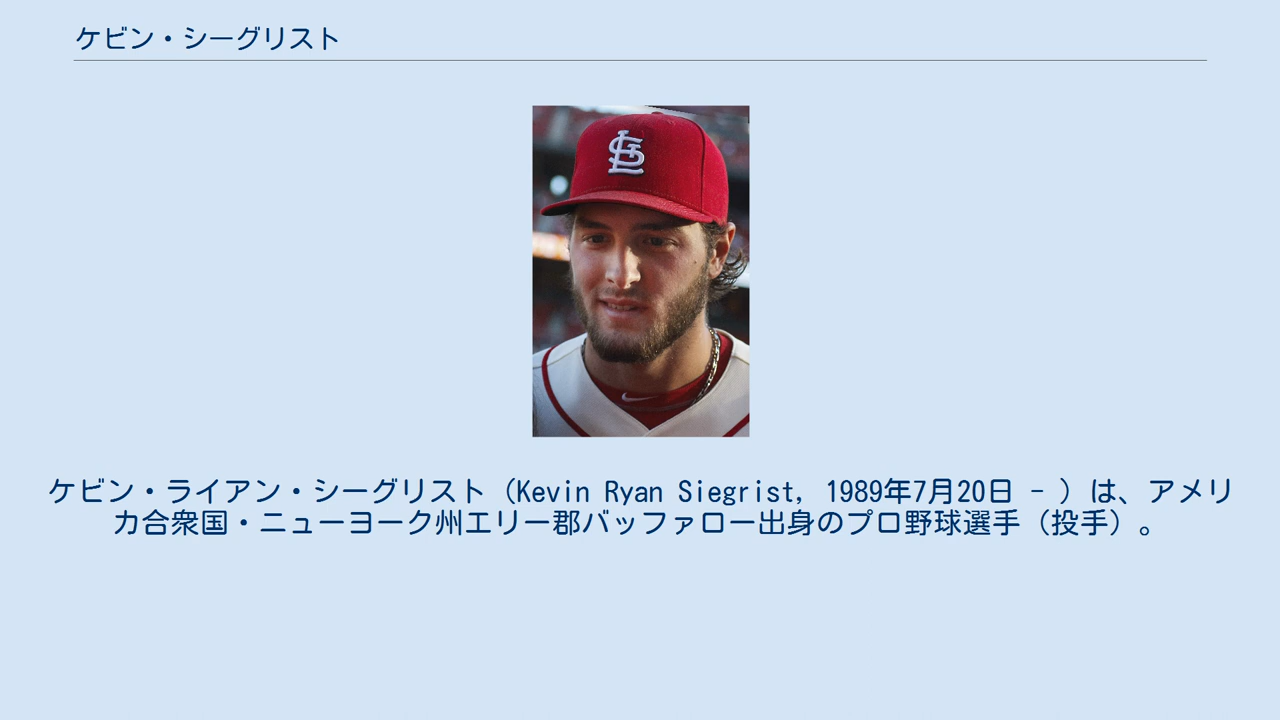 ケビン・シーグリスト
ケビン・ライアン・シーグリスト（Kevin Ryan Siegrist, 1989年7月20日 - ）は、アメリ
カ合衆国・ニューヨーク州エリー郡バッファロー出身のプロ野球選手（投手）。